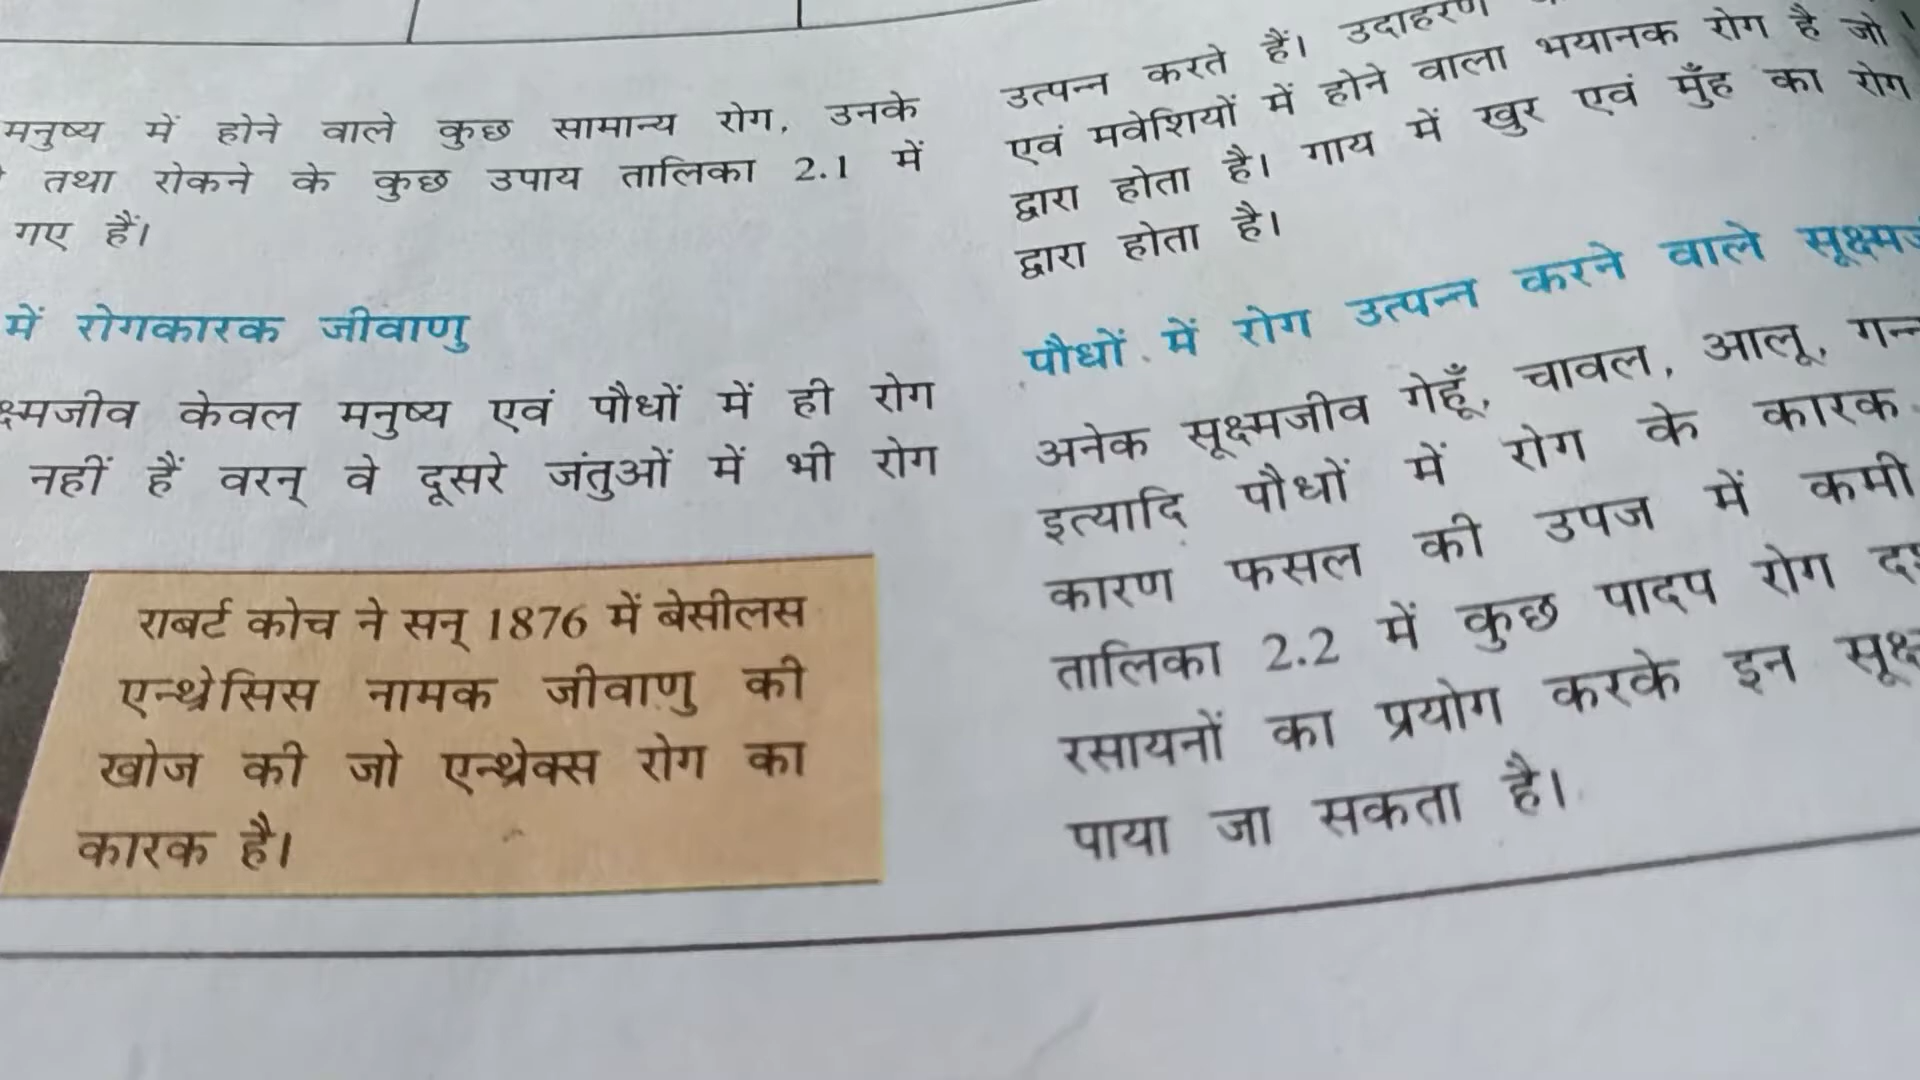 मनुष्य में होने वाले कुछ सामान्य रोग, उनके
तथा रोकने के कुछ उपाय तालिका 2.1 में
गए हैं।
में रोगकारक जीवाणु
क्ष्मजीव केवल मनुष्य एवं पौधों में ही रोग
नहीं हैं वरन् वे दूसरे जंतुओं में भी रोग
राबर्ट कोच ने सन् 1876 में बेसीलस
एन्थ्रेसिस नामक जीवाणु की
खोज की जो एन्थ्रेक्स रोग का
कारक है।
उत्पन्न करते हैं। उदाहरण
एवं मवेशियों में होने वाला भयानक रोग है जो
द्वारा होता है। गाय में खुर एवं मुँह का रोग
द्वारा होता है।
पौधों में रोग उत्पन्न करने वाले सूक्ष्मज
अनेक सूक्ष्मजीव गेहूँ, चावल, आलू, गन्न
इत्यादि पौधों में रोग के कारक
कारण फसल की उपज में कमी
तालिका 2.2 में कुछ पादप रोग
रसायनों का प्रयोग करके इन सूक्ष
पाया जा सकता है।